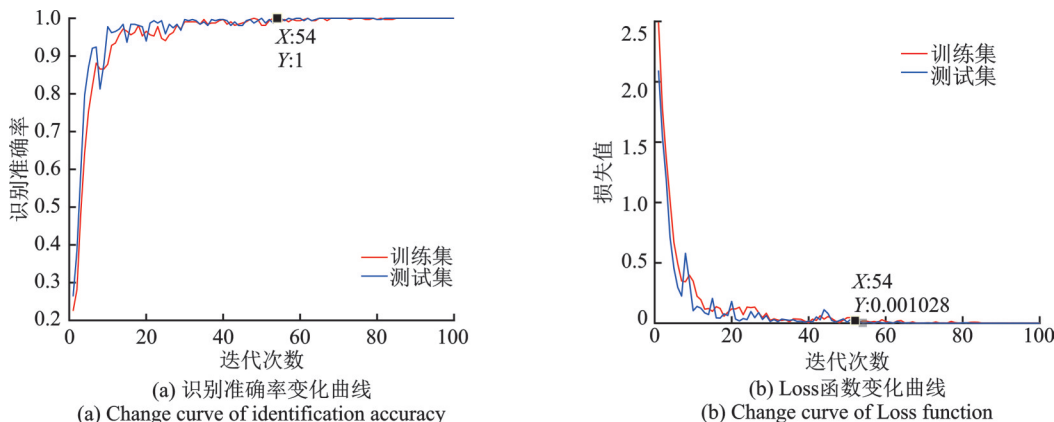 1.0
0.9
0.8
0.7
0.6
0.5
0.4
0.3
0.2
识别准确率
X:54
Y:1
训练集
测试集
0 20 40 60 80 100
迭代次数
(a) 识别准确率变化曲线
(a) Change curve of identification accuracy
2.5
2.0
1.5
1.0
0.5
0
损失值
训练集
测试集
X:54
Y:0.001028
0 20 40 60 80 100
迭代次数
(b) Loss函数变化曲线
(b) Change curve of Loss function